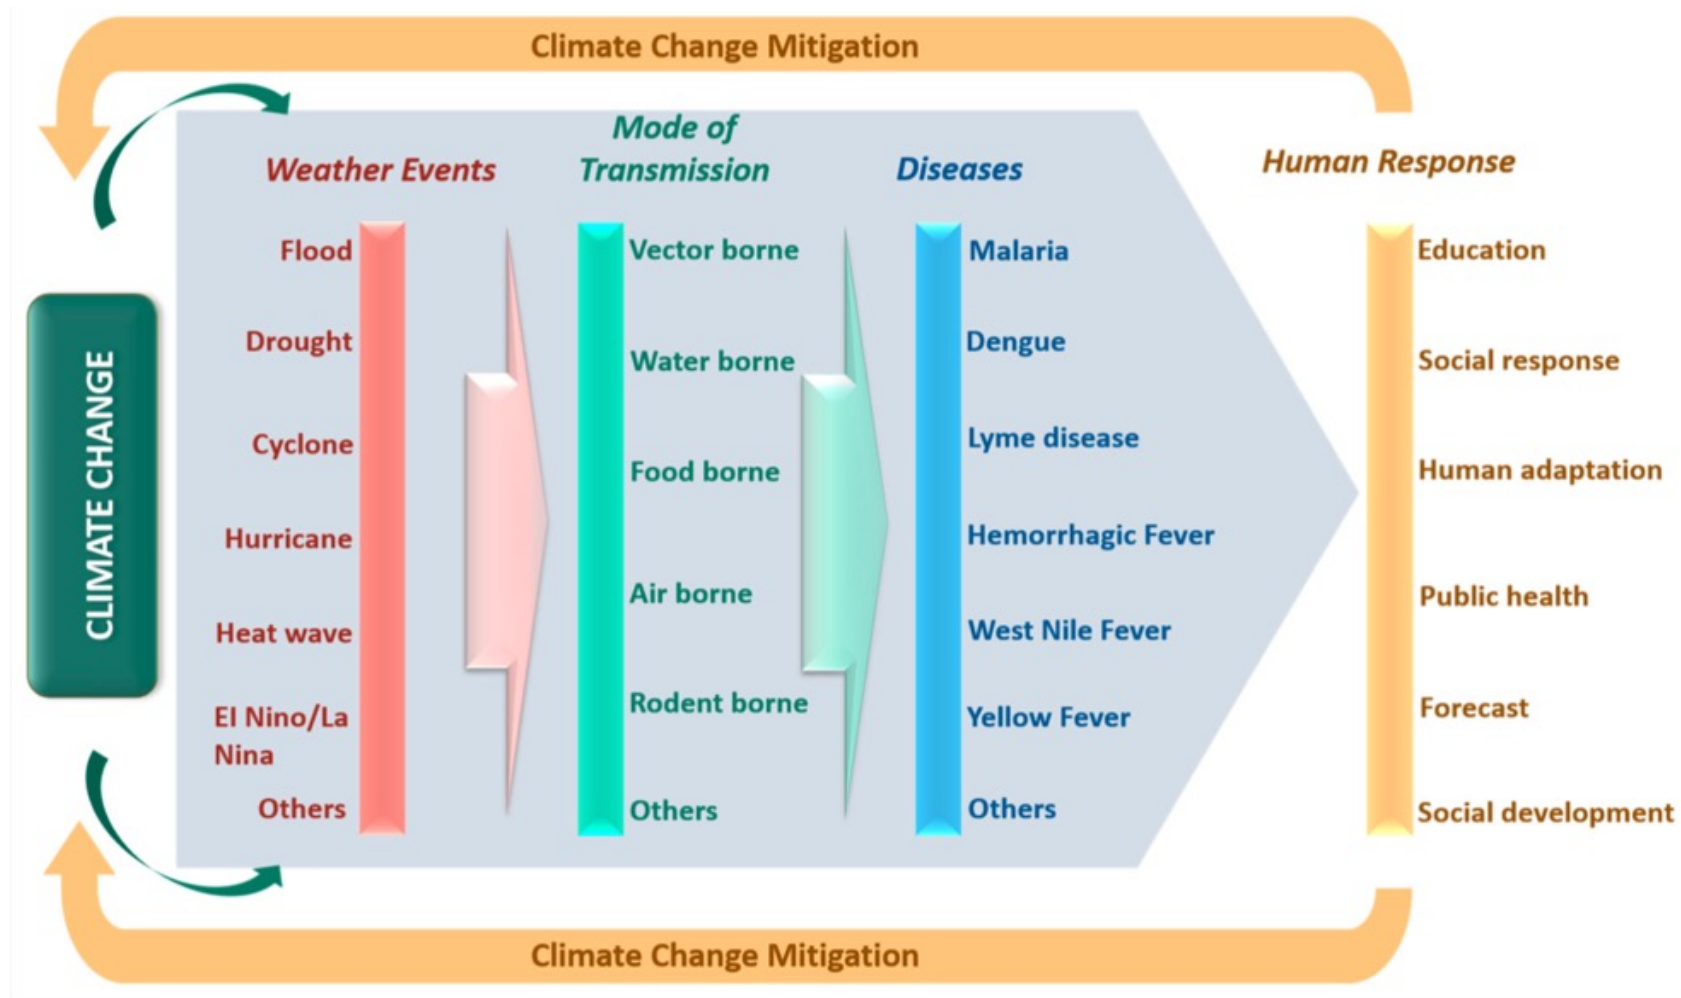 Climate Change Mitigation
CLIMATE CHANGE
Weather Events
Flood
Drought
Cyclone
Hurricane
Heat wave
El Nino/La
Nina
Others
Mode of
Transmission
Vector borne
Water borne
Food borne
Air borne
Rodent borne
Others
Diseases
Malaria
Dengue
Lyme disease
Hemorrhagic Fever
West Nile Fever
Yellow Fever
Others
Human Response
Education
Social response
Human adaptation
Public health
Forecast
Social development
Climate Change Mitigation